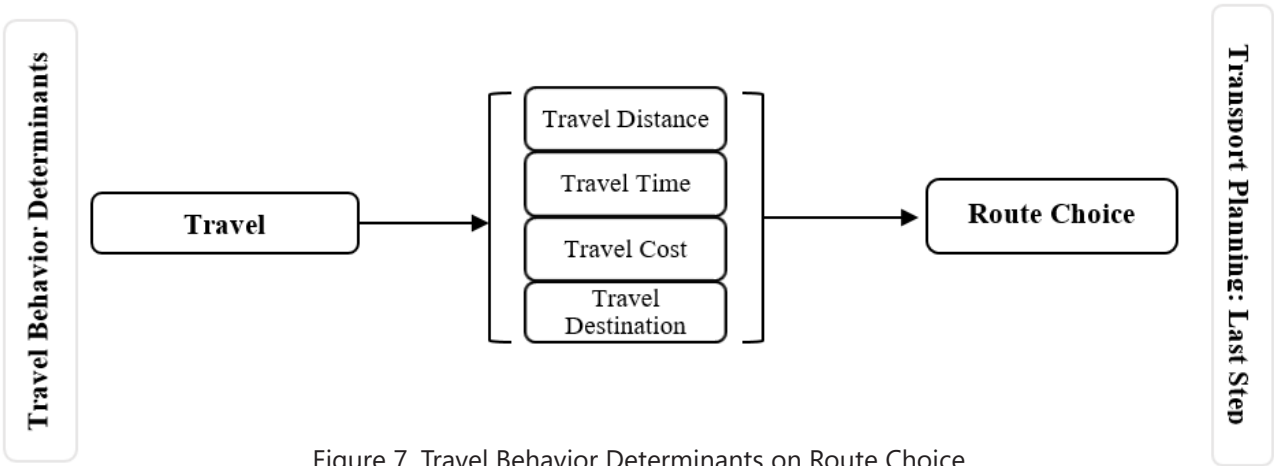 Travel Behavior Determinants
Travel
Travel Distance
Travel Time
Travel Cost
Travel
Destination
Route Choice
Transport Planning: Last Step
Figure 7. Travel Behavior Determinants on Route Choice